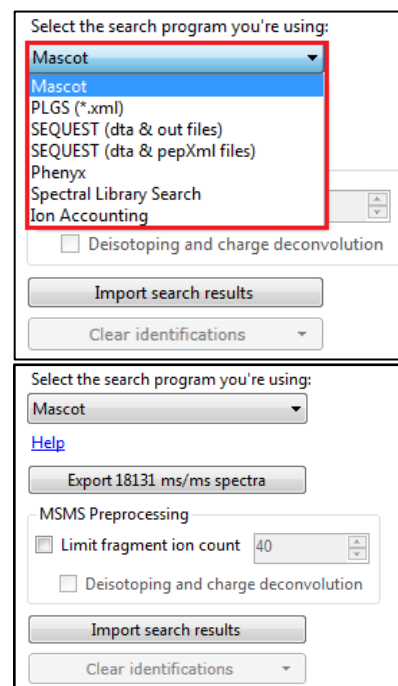 Select the search program you're using:
Mascot
Mascot
PLGS (*.xml)
SEQUEST (dta & out files)
SEQUEST (dta & pepXml files)
Phenyx
Spectral Library Search
Ion Accounting
Deisotoping and charge deconvolution
Import search results
Clear identifications
Select the search program you're using:
Mascot
Help
Export 18131 ms/ms spectra
MSMS Preprocessing
Limit fragment ion count 40
Deisotoping and charge deconvolution
Import search results
Clear identifications